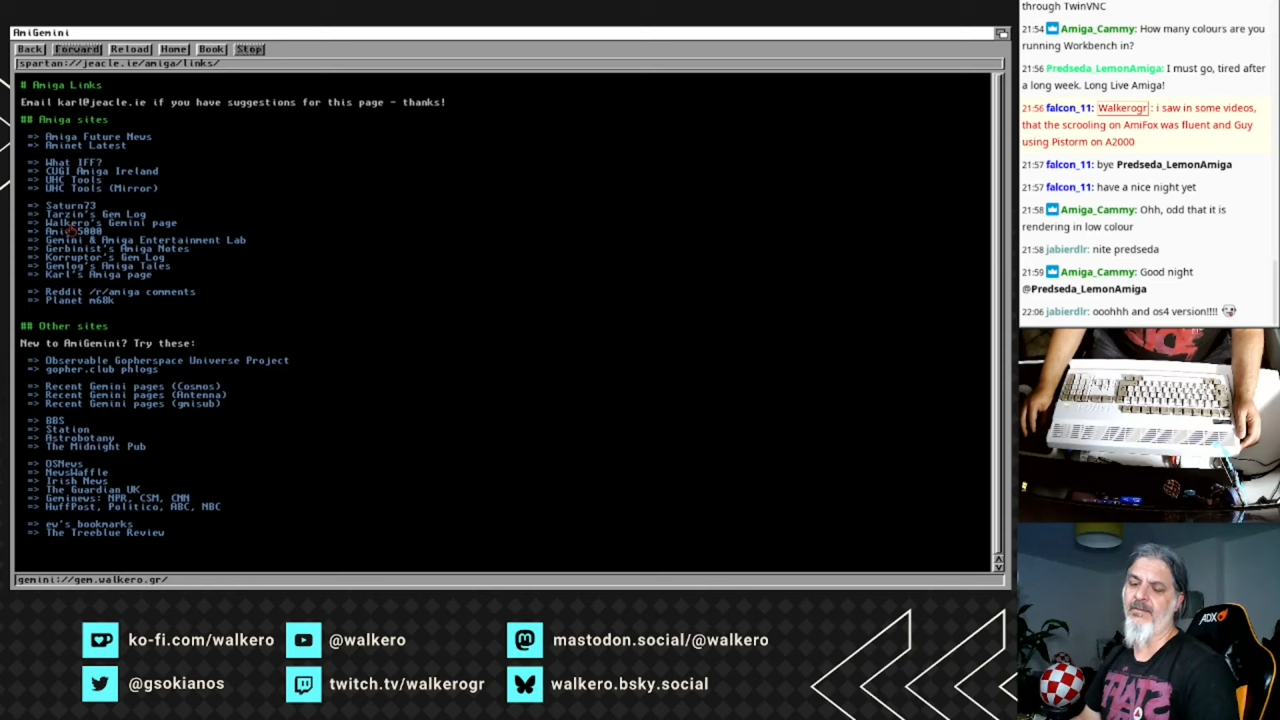 AmiGemini
Back Forward Reload Home Book Stop
spartan://jeacle.ie/amiga/links/
# Amiga Links
Email karl@jeacle.ie if you have suggestions for this page - thanks!
## Amiga sites
=> Amiga Future News
=> Aminet Latest
=> What IFF?
=> CUGI Amiga Ireland
=> UHC Tools
=> UHC Tools (Mirror)
=> Saturn73
=> Tarzin's Gem Log
=> Walkero's Gemini page
=> Ami 5000
=> Gemini & Amiga Entertainment Lab
=> Gerbinist's Amiga Notes
=> Korruptor's Gem Log
=> Gemlog's Amiga Tales
=> Karl's Amiga page
=> Reddit /r/amiga comments
=> Planet m68k
## Other sites
New to AmiGemini? Try these:
=> Observable Gopherspace Universe Project
=> gopher.club phlogs
=> Recent Gemini pages (Cosmos)
=> Recent Gemini pages (Antenna)
=> Recent Gemini pages (gmisub)
=> BBS
=> Station
=> Astrobotany
=> The Midnight Pub
=> OSNews
=> NewsWaffle
=> Irish News
=> The Guardian UK
=> Geminews: NPR, CSM, CNN
=> HuffPost, Politico, ABC, NBC
=> ew's bookmarks
=> The Treeblue Review
gemini://gem.walkero.gr/
through TwinVNC
21:54 Amiga_Cammy: How many colours are you
running Workbench in?
21:56 Predseda_LemonAmiga: I must go, tired after
a long week. Long Live Amiga!
21:56 falcon_11: Walkerogr : i saw in some videos,
that the scrooling on AmiFox was fluent and Guy
using Pistorm on A2000
21:57 falcon_11: bye Predseda_LemonAmiga
21:57 falcon_11: have a nice night yet
21:58 Amiga_Cammy: Ohh, odd that it is
rendering in low colour
21:58 jabierdlr: nite predseda
21:59 Amiga_Cammy: Good night
@Predseda_LemonAmiga
22:06 jabierdlr: ooohhh and os4 version!!!!
ADX
ko-fi.com/walkero
@walkero
mastodon.social/@walkero
@gsokianos
twitch.tv/walkerogr
walkero.bsky.social